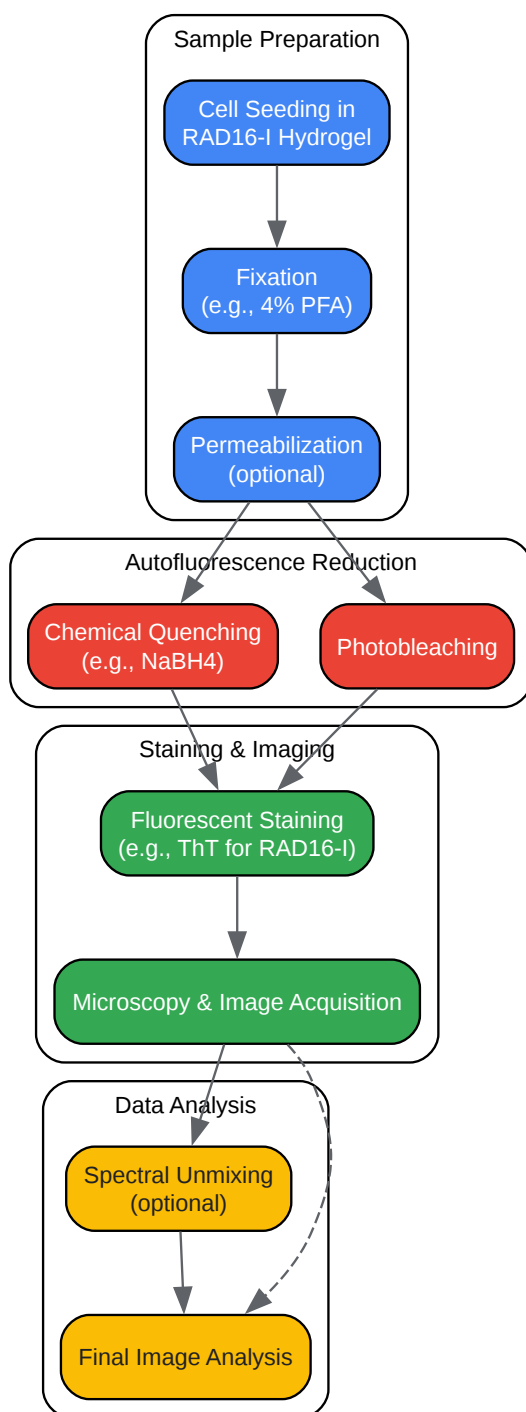 Sample Preparation
Cell Seeding in
RAD16-I Hydrogel
Fixation
(e.g., 4% PFA)
Permeabilization
(optional)
Autofluorescence Reduction
Chemical Quenching
(e.g., NaBH4)
Photobleaching
Staining & Imaging
Fluorescent Staining
(e.g., ThT for RAD16-I)
Microscopy & Image Acquisition
Data Analysis
Spectral Unmixing
(optional)
Final Image Analysis